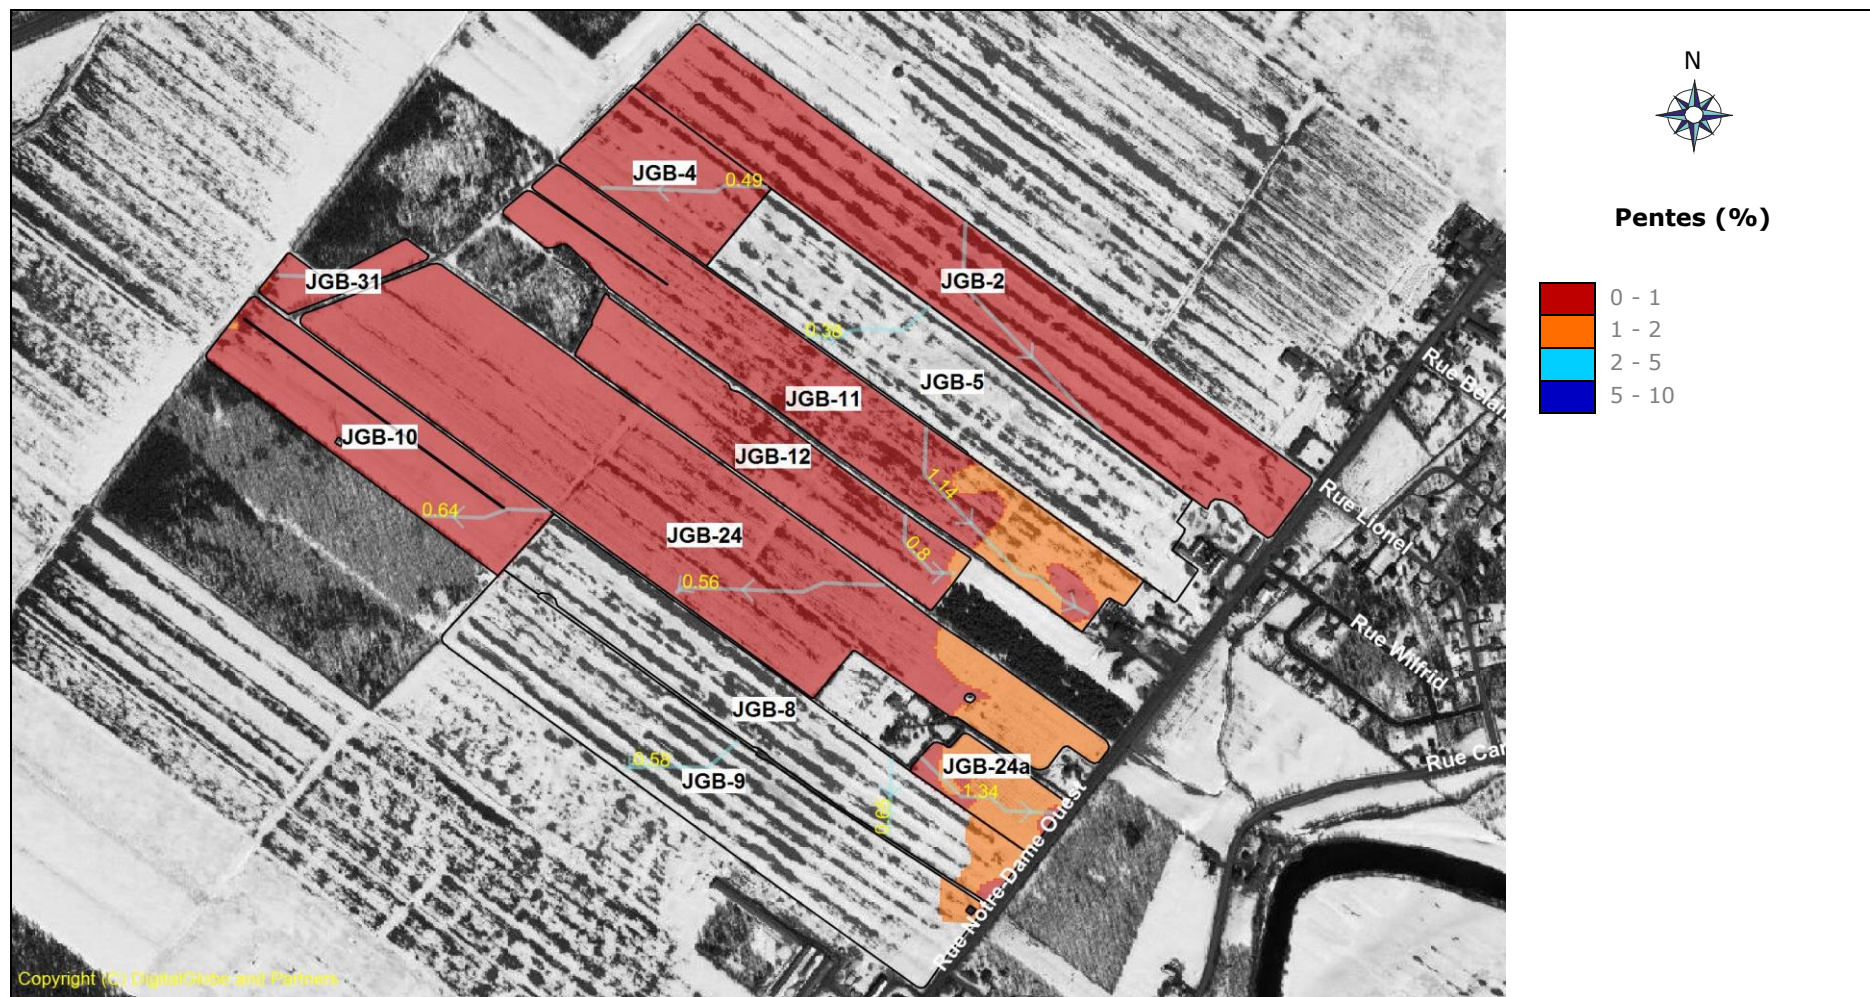 N
Pentes (%)
0 - 1
1 - 2
2 - 5
5 - 10
JGB-4
0.49
JGB-2
JGB-31
0.38
JGB-5
JGB-11
JGB-12
JGB-10
1.14
0.64
JGB-24
0.8
0.56
JGB-8
0.58
JGB-9
JGB-24a
1.34
Rue Lionel
Rue Wilfrid
Rue Car
Rue Notre-Dame Ouest
Copyright (C) DigitalGlobe and Partners